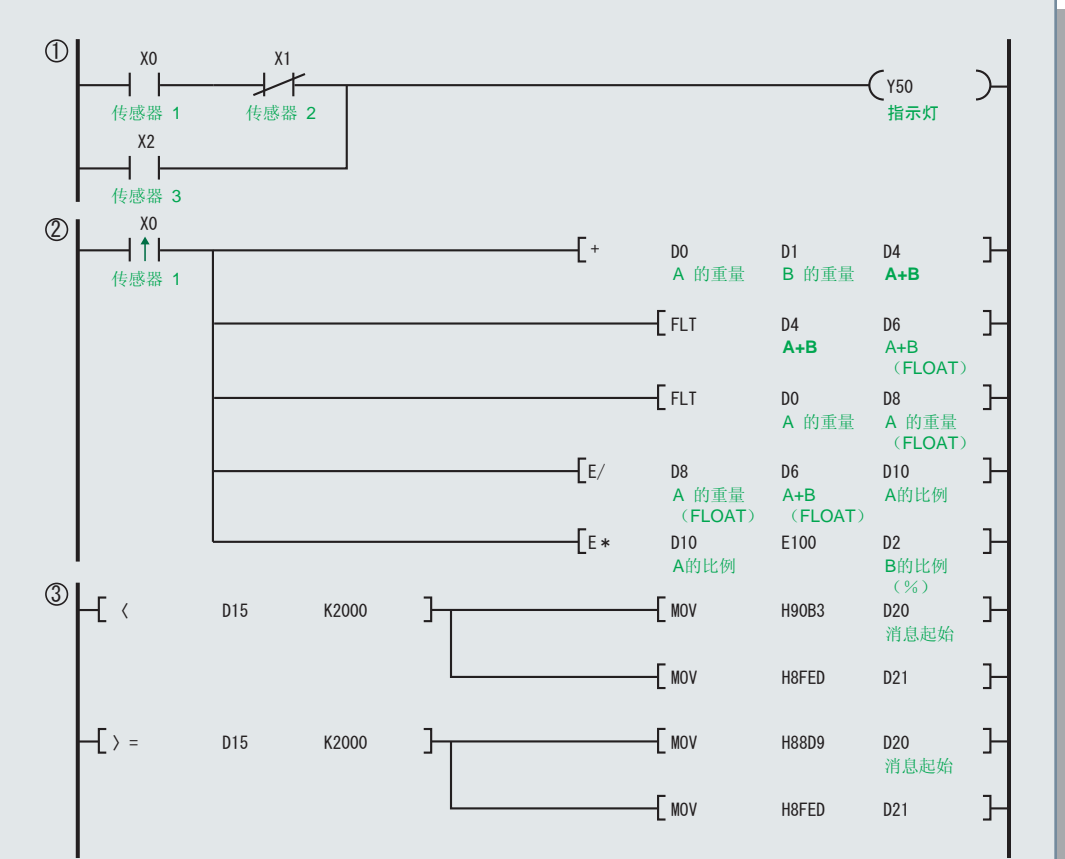 ①
X0 X1
Y50
传感器 1 传感器 2 指示灯
X2
传感器 3
②
X0
传感器 1
+ D0 D1 D4
A 的重量 B 的重量 A+B
FLT D4 D6
A+B A+B
（FLOAT）
FLT D0 D8
A 的重量 A 的重量
（FLOAT）
E/ D8 D6 D10
A 的重量 A+B A的比例
（FLOAT） （FLOAT）
E* D10 E100 D2
A的比例 B的比例
（%）
③
< D15 K2000 MOV H90B3 D20
消息起始
MOV H8FED D21
>= D15 K2000 MOV H88D9 D20
消息起始
MOV H8FED D21